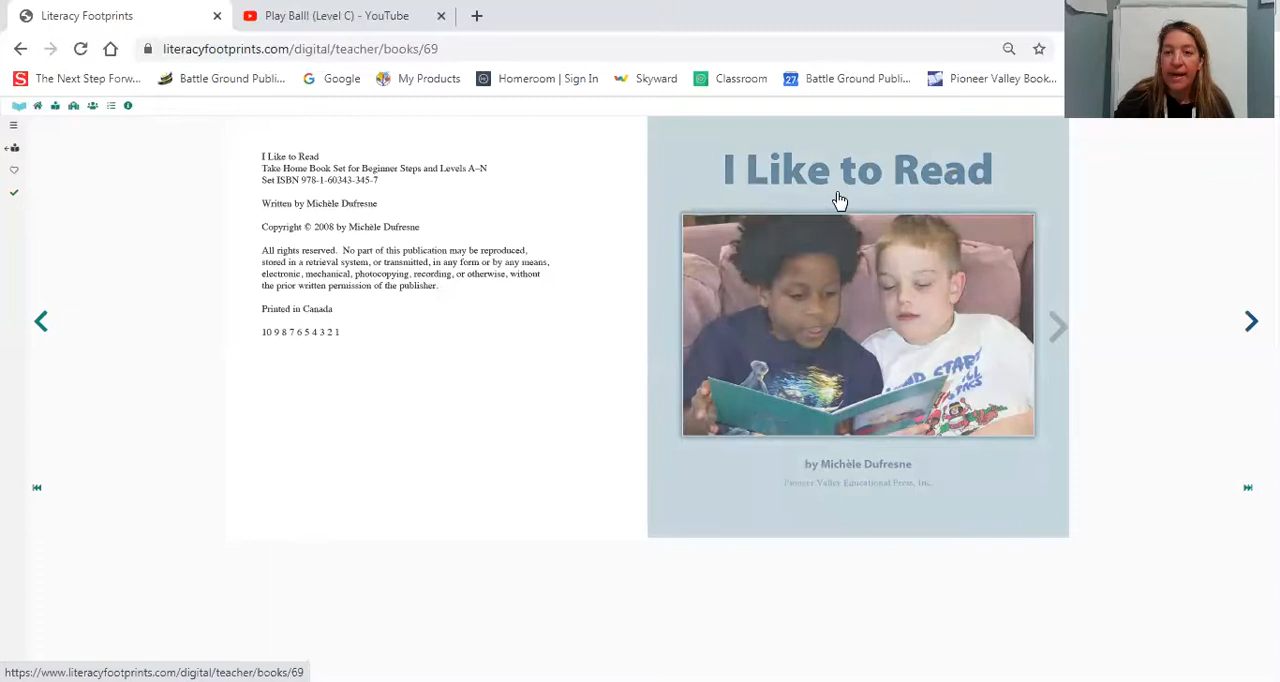 Literacy Footprints
Play Ball! (Level C) - YouTube
literacyfootprints.com/digital/teacher/books/69
The Next Step Forw...
Battle Ground Publi...
Google
My Products
Homeroom | Sign In
Skyward
Classroom
27
Battle Ground Publi...
Pioneer Valley Book...
I Like to Read
Take Home Book Set for Beginner Steps and Levels A–N
Set ISBN 978-1-60343-345-7
Written by Michèle Dufresne
Copyright © 2008 by Michèle Dufresne
All rights reserved. No part of this publication may be reproduced,
stored in a retrieval system, or transmitted, in any form or by any means,
electronic, mechanical, photocopying, recording, or otherwise, without
the prior written permission of the publisher.
Printed in Canada
10 9 8 7 6 5 4 3 2 1
I Like to Read
by Michèle Dufresne
Pioneer Valley Educational Press, Inc.
https://www.literacyfootprints.com/digital/teacher/books/69